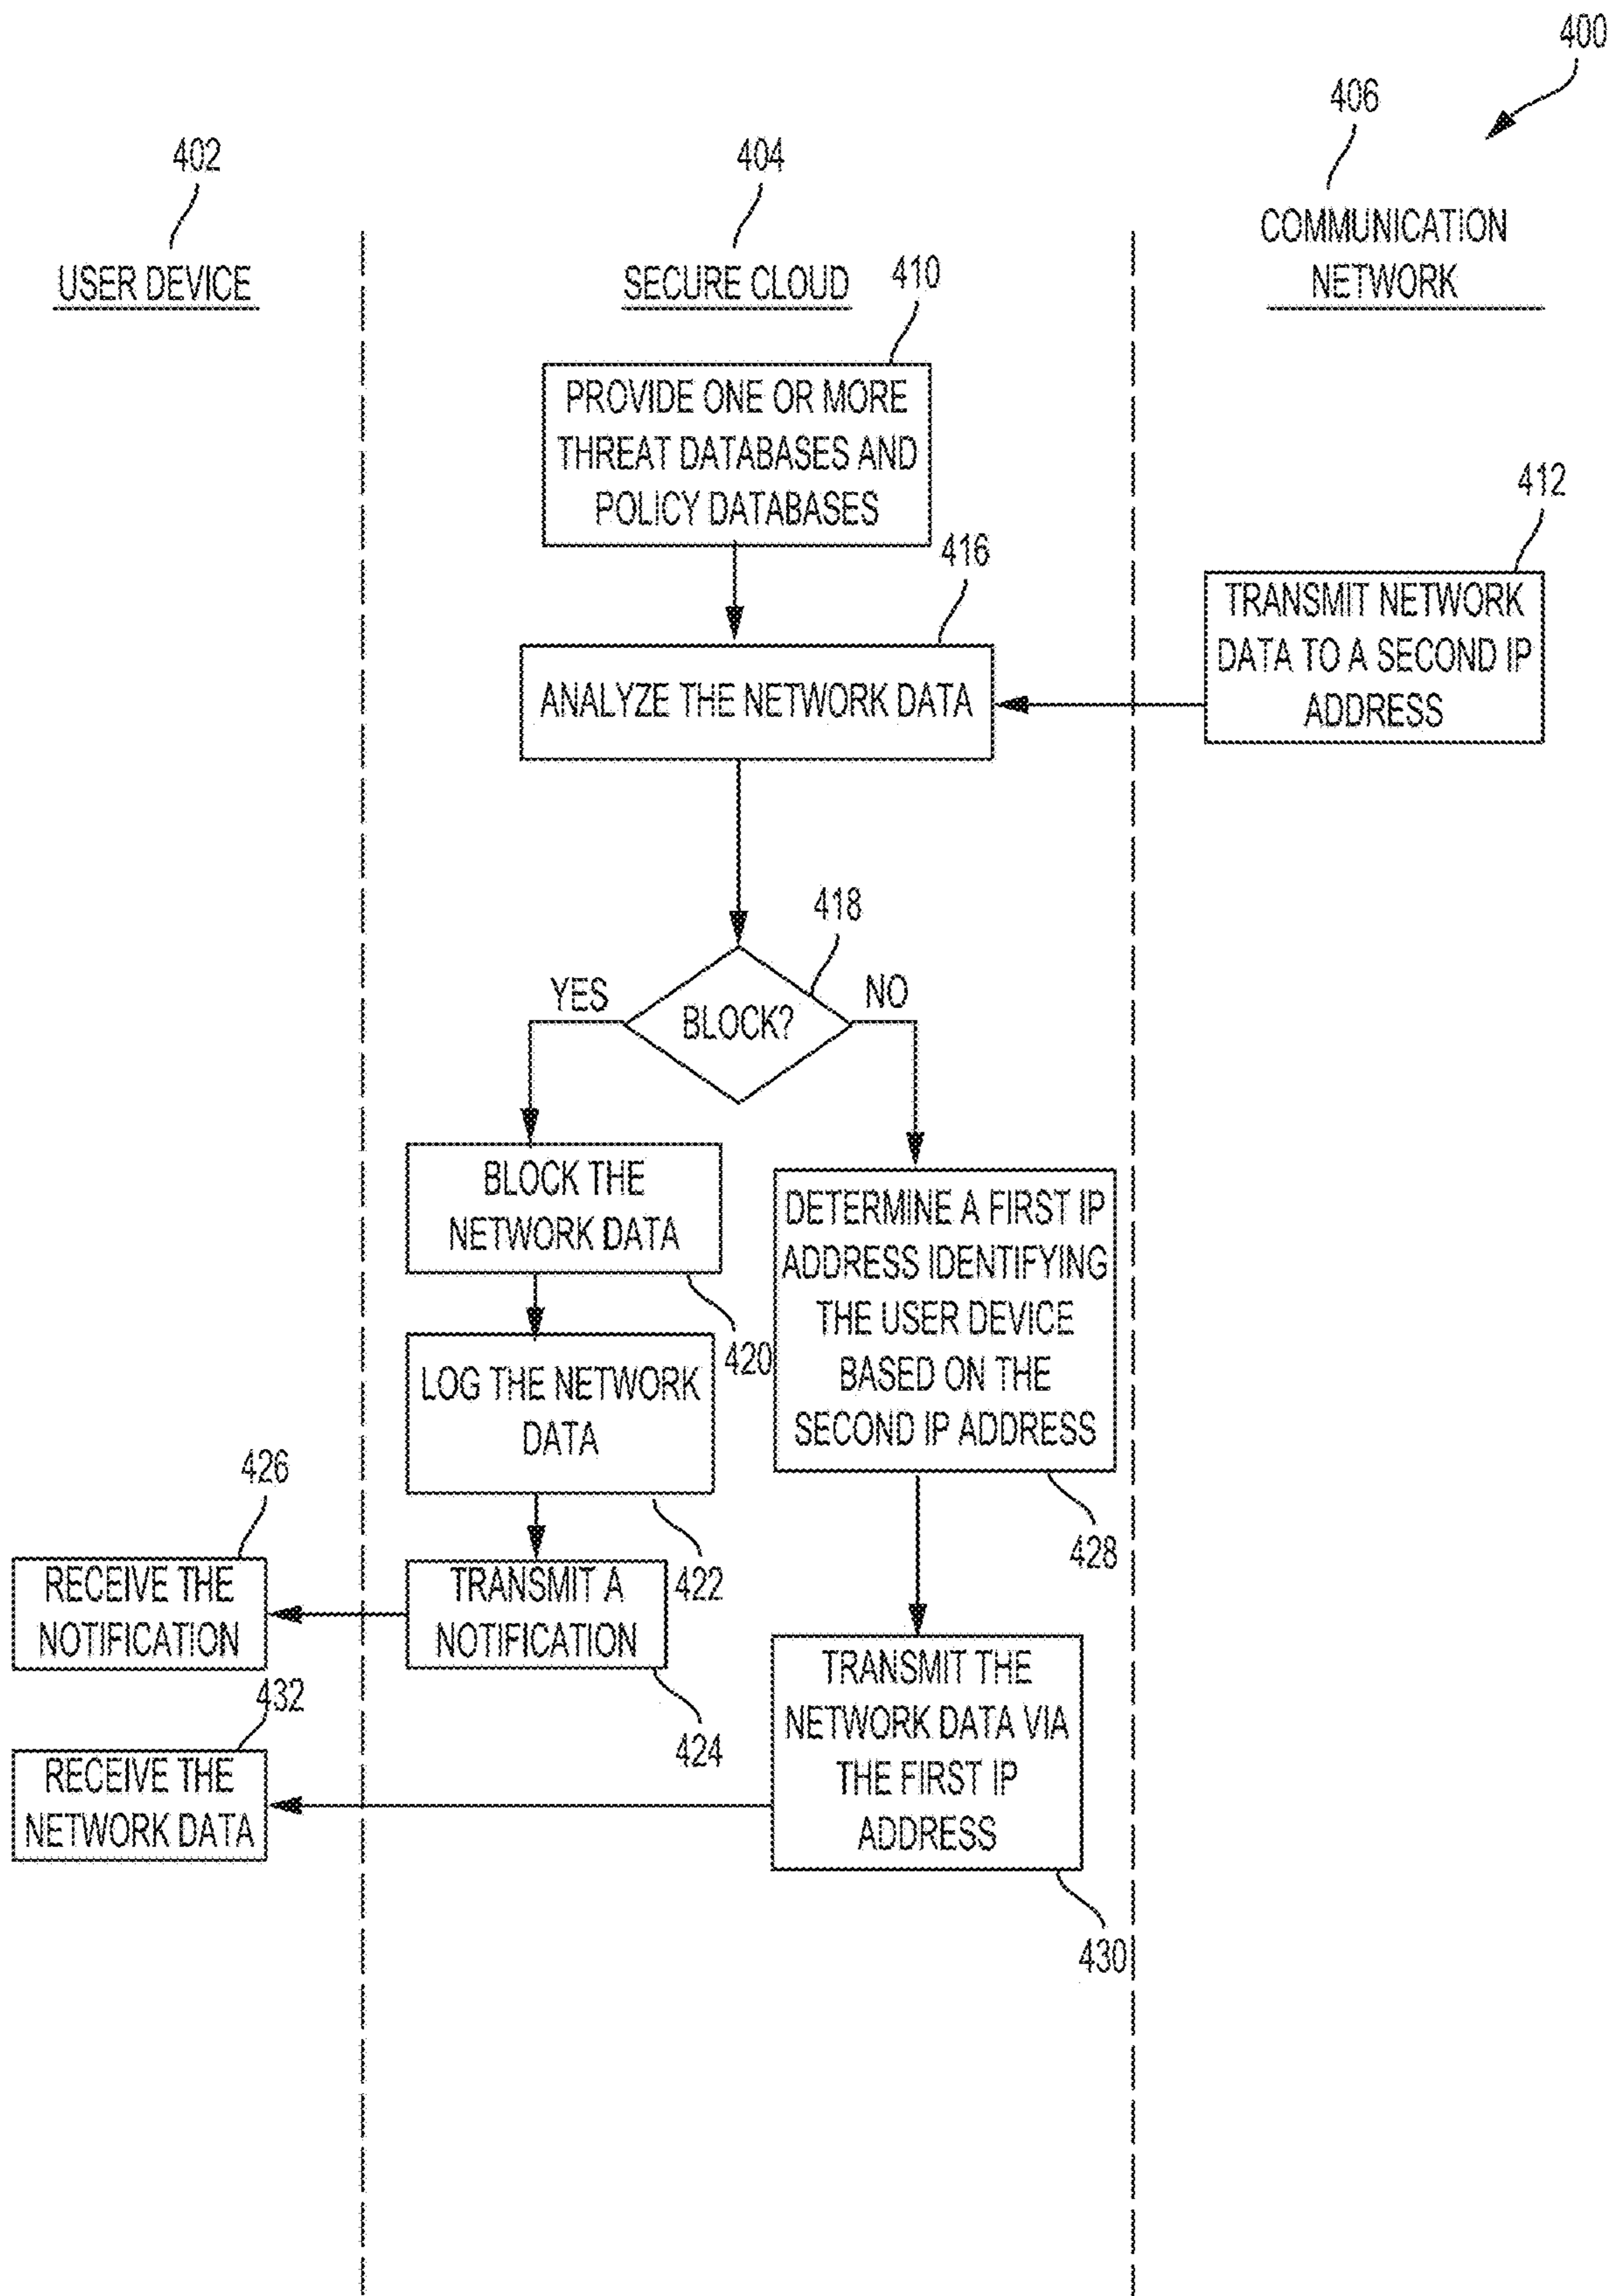 400
406
402
404
COMMUNICATION
NETWORK
USER DEVICE
SECURE CLOUD
410
PROVIDE ONE OR MORE
THREAT DATABASES AND
POLICY DATABASES
412
416
TRANSMIT NETWORK
DATA TO A SECOND IP
ADDRESS
ANALYZE THE NETWORK DATA
418
YES
NO
BLOCK?
BLOCK THE
NETWORK DATA
420
DETERMINE A FIRST IP
ADDRESS IDENTIFYING
THE USER DEVICE
BASED ON THE
SECOND IP ADDRESS
428
LOG THE NETWORK
DATA
422
426
RECEIVE THE
NOTIFICATION
TRANSMIT A
NOTIFICATION
424
432
RECEIVE THE
NETWORK DATA
TRANSMIT THE
NETWORK DATA VIA
THE FIRST IP
ADDRESS
430